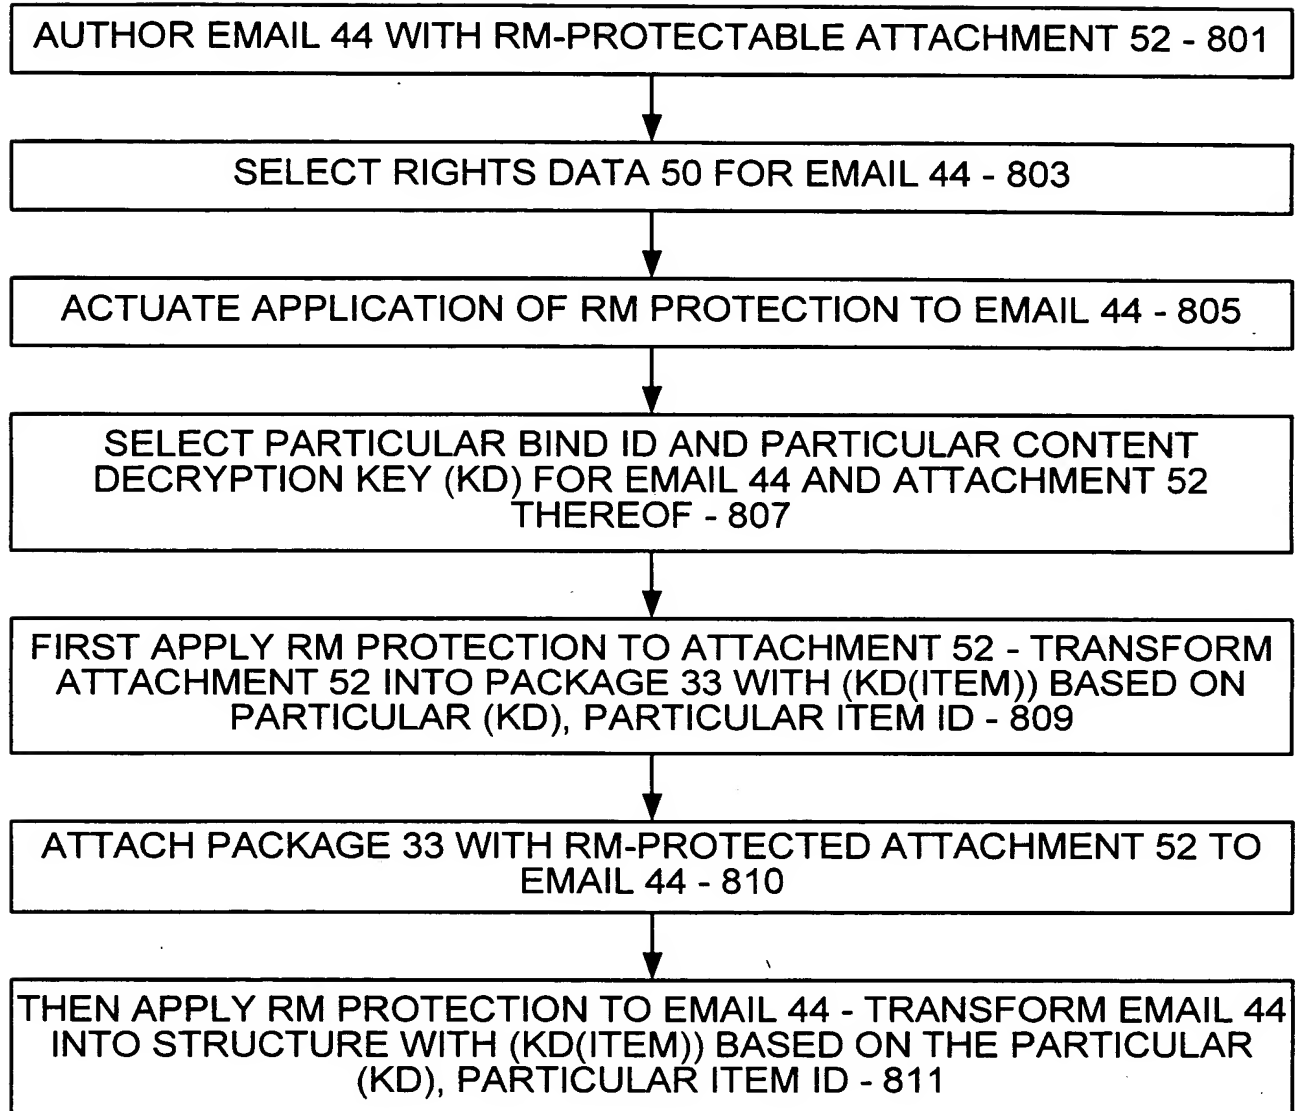 AUTHOR EMAIL 44 WITH RM-PROTECTABLE ATTACHMENT 52 - 801
SELECT RIGHTS DATA 50 FOR EMAIL 44 - 803
ACTUATE APPLICATION OF RM PROTECTION TO EMAIL 44 - 805
SELECT PARTICULAR BIND ID AND PARTICULAR CONTENT
DECRYPTION KEY (KD) FOR EMAIL 44 AND ATTACHMENT 52
THEREOF - 807
FIRST APPLY RM PROTECTION TO ATTACHMENT 52 - TRANSFORM
ATTACHMENT 52 INTO PACKAGE 33 WITH (KD(ITEM)) BASED ON
PARTICULAR (KD), PARTICULAR ITEM ID - 809
ATTACH PACKAGE 33 WITH RM-PROTECTED ATTACHMENT 52 TO
EMAIL 44 - 810
THEN APPLY RM PROTECTION TO EMAIL 44 - TRANSFORM EMAIL 44
INTO STRUCTURE WITH (KD(ITEM)) BASED ON THE PARTICULAR
(KD), PARTICULAR ITEM ID - 811